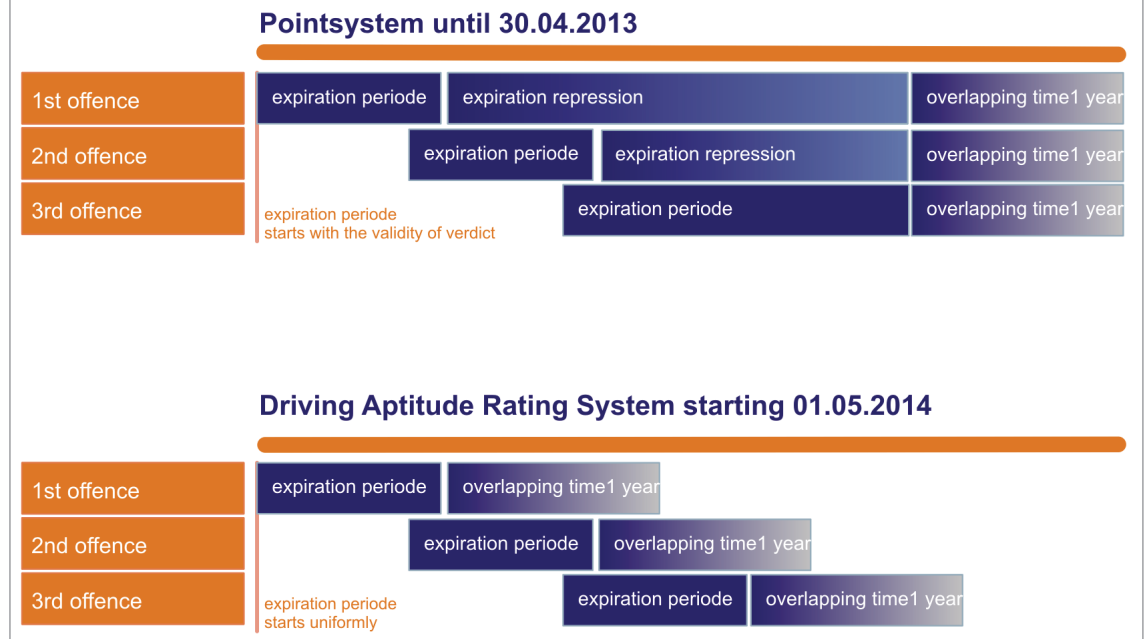 Pointsystem until 30.04.2013
1st offence
expiration periode
expiration repression
overlapping time1 year
2nd offence
expiration periode
expiration repression
overlapping time1 year
3rd offence
expiration periode
starts with the validity of verdict
expiration periode
overlapping time1 year
Driving Aptitude Rating System starting 01.05.2014
1st offence
expiration periode
overlapping time1 year
2nd offence
expiration periode
overlapping time1 year
3rd offence
expiration periode
starts uniformly
expiration periode
overlapping time1 year